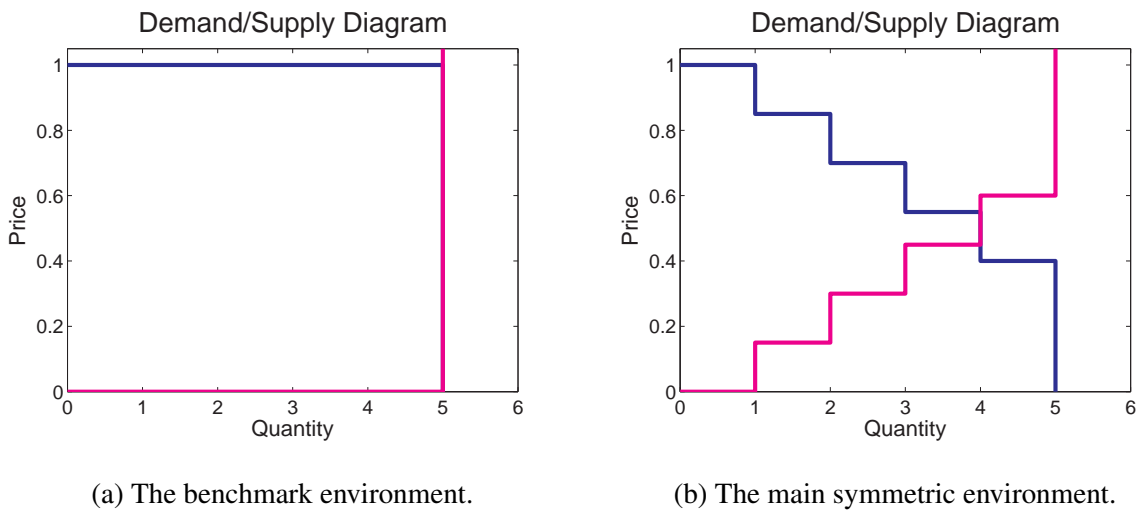 Demand/Supply Diagram
1
0.8
0.6
0.4
0.2
0
Price
0 1 2 3 4 5 6
Quantity
(a) The benchmark environment.
Demand/Supply Diagram
1
0.8
0.6
0.4
0.2
0
Price
0 1 2 3 4 5 6
Quantity
(b) The main symmetric environment.